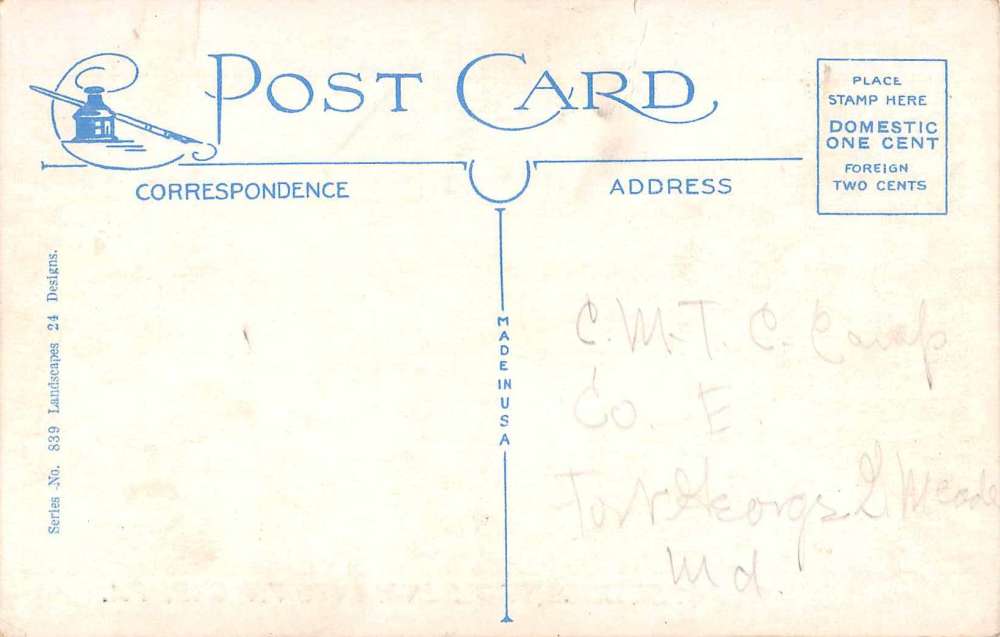 POST CARD
PLACE
STAMP HERE
DOMESTIC
ONE CENT
FOREIGN
TWO CENTS
CORRESPONDENCE
ADDRESS
Series -No. 839 Landscapes 24 Designs.
MADE IN USA
C. M. T. C. Camp
Co. E.
Fort George G Meade
Md.